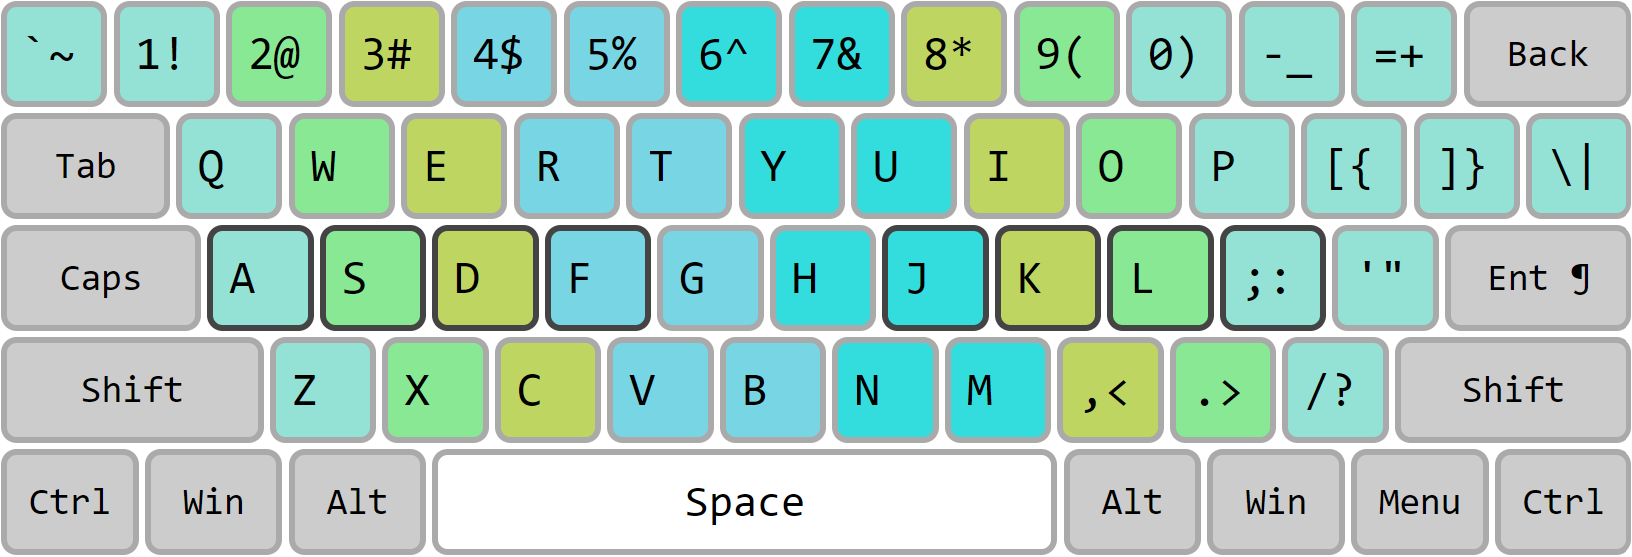 `~ 1! 2@ 3# 4$ 5% 6^ 7& 8* 9( 0) -_ =+ Back
Tab Q W E R T Y U I O P [{ ]} \|
Caps A S D F G H J K L ;: '" Ent ¶
Shift Z X C V B N M ,< .> /? Shift
Ctrl Win Alt Space Alt Win Menu Ctrl